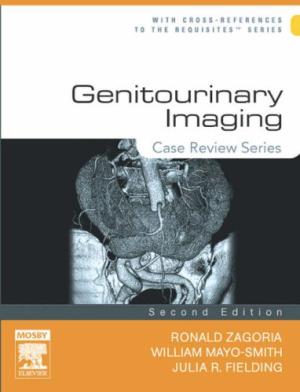 WITH CROSS-REFERENCES
TO THE REQUISITES™ SERIES
Genitourinary
Imaging
Case Review Series
Second Edition
MOSBY
ELSEVIER
RONALD ZAGORIA
WILLIAM MAYO-SMITH
JULIA R. FIELDING